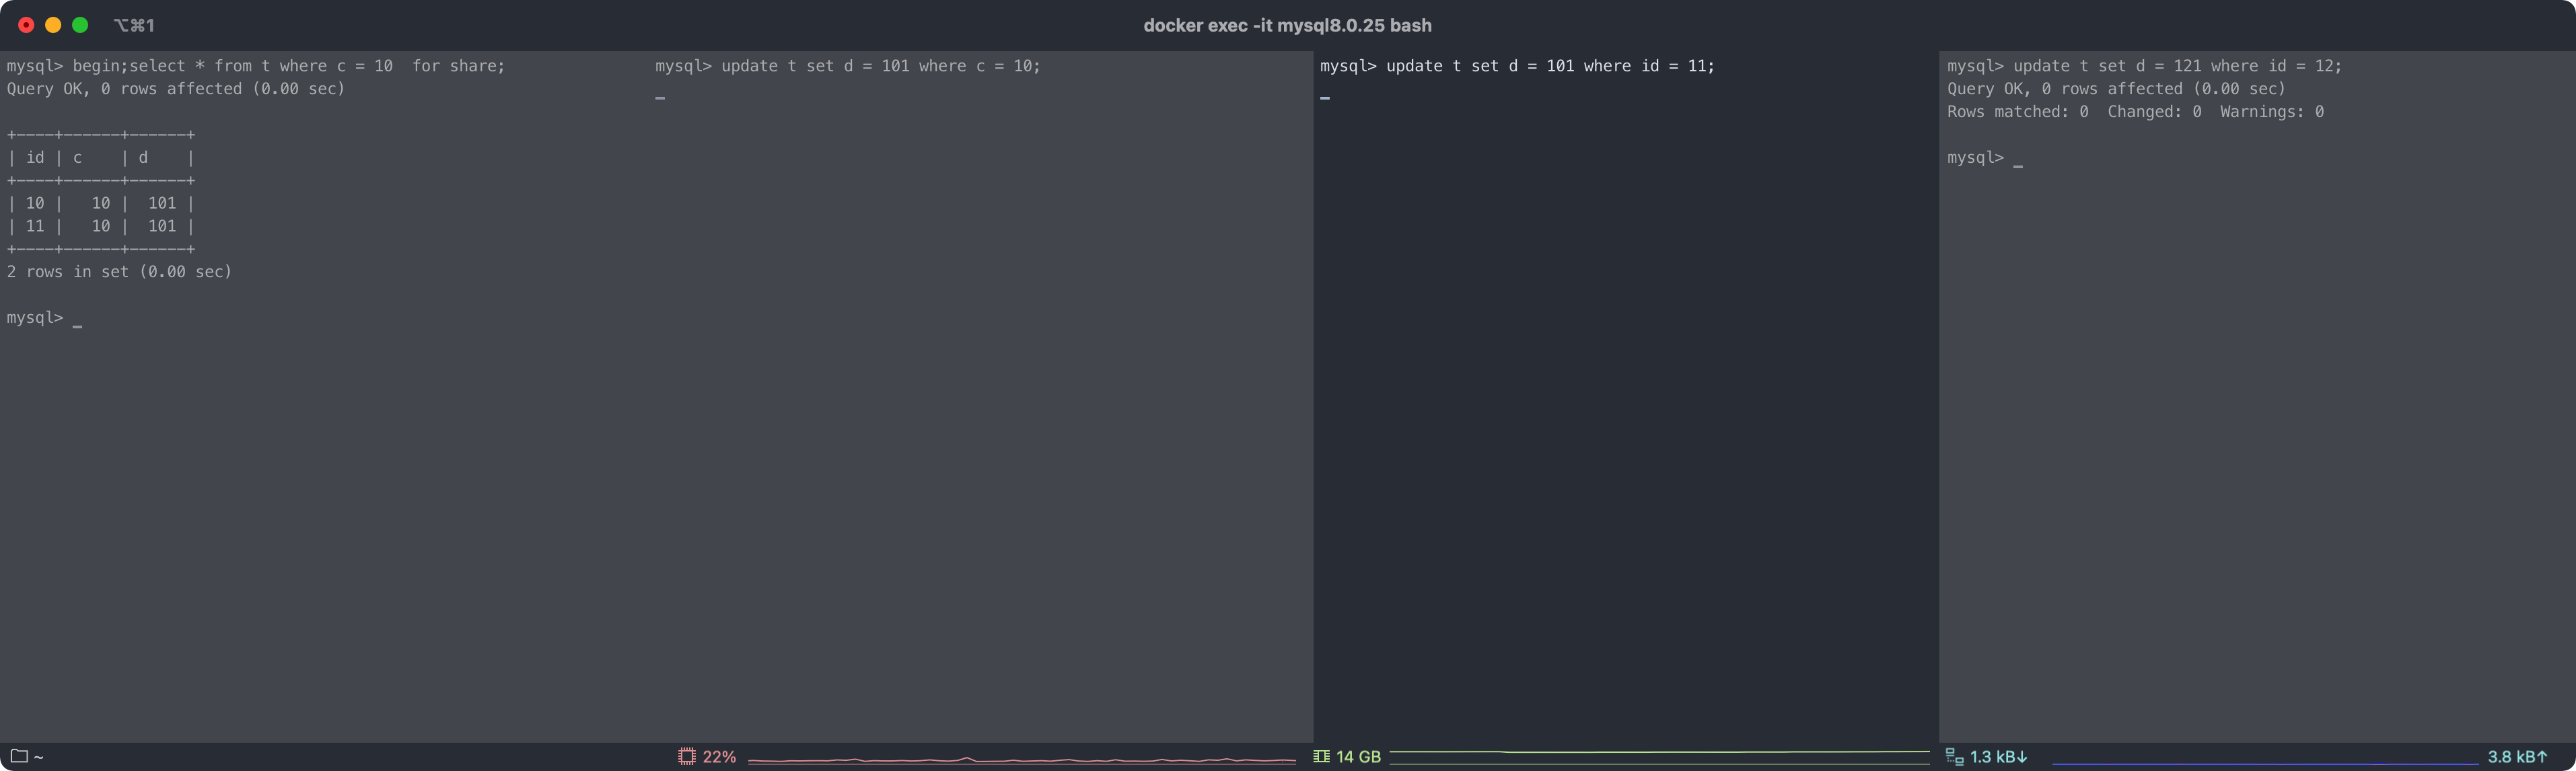 ⌥⌘1
docker exec -it mysql8.0.25 bash
mysql> begin;select * from t where c = 10  for share;
Query OK, 0 rows affected (0.00 sec)
+----+------+------+
| id | c    | d    |
+----+------+------+
| 10 |   10 |  101 |
| 11 |   10 |  101 |
+----+------+------+
2 rows in set (0.00 sec)
mysql> _
mysql> update t set d = 101 where c = 10;
_
mysql> update t set d = 101 where id = 11;
_
mysql> update t set d = 121 where id = 12;
Query OK, 0 rows affected (0.00 sec)
Rows matched: 0  Changed: 0  Warnings: 0
mysql> _
~
22%
14 GB
1.3 kB↓
3.8 kB↑